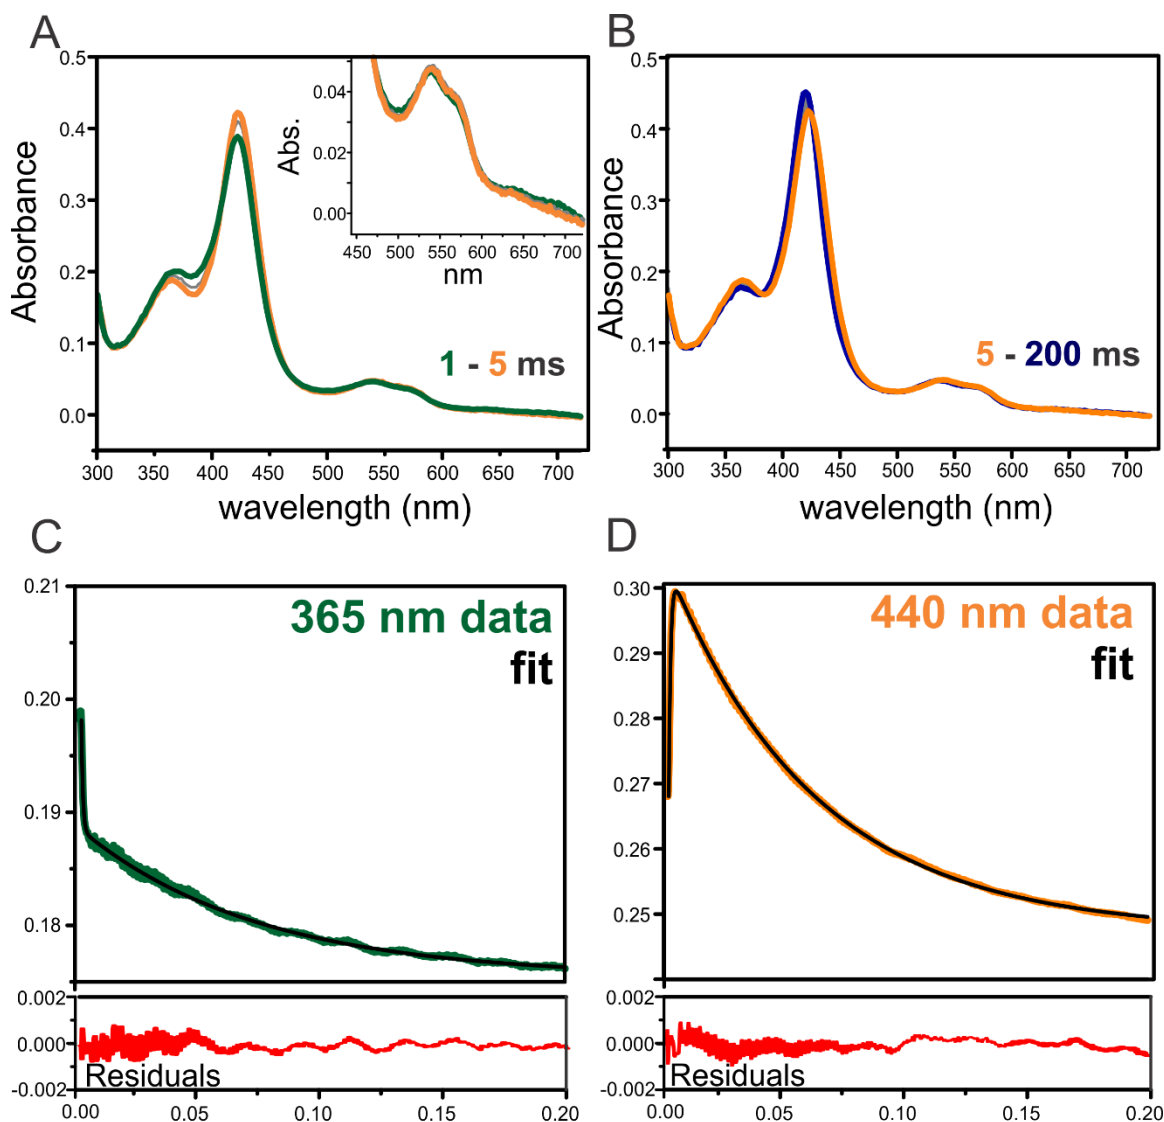 A
B
0.5
0.4
0.3
0.2
0.1
0.0
Absorbance
300 350 400 450 500 550 600 650 700
wavelength (nm)
1 - 5 ms
0.04
0.02
0.00
Abs.
450 500 550 600 650 700
nm
0.5
0.4
0.3
0.2
0.1
0.0
Absorbance
300 350 400 450 500 550 600 650 700
wavelength (nm)
5 - 200 ms
C
D
0.21
0.20
0.19
0.18
365 nm data
fit
0.002
0.000
-0.002
Residuals
0.00 0.05 0.10 0.15 0.20
0.30
0.29
0.28
0.27
0.26
0.25
440 nm data
fit
0.002
0.000
-0.002
Residuals
0.00 0.05 0.10 0.15 0.20